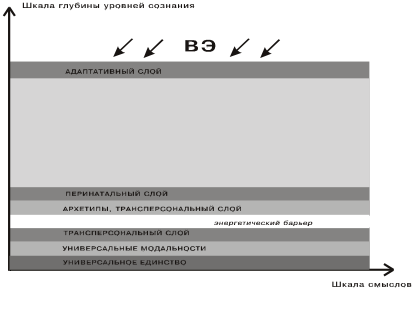 Шкала глубины уровней сознания
ВЭ
АДАПТАТИВНЫЙ СЛОЙ
ПЕРИНАТАЛЬНЫЙ СЛОЙ
АРХЕТИПЫ, ТРАНСПЕРСОНАЛЬНЫЙ СЛОЙ
энергетический барьер
ТРАНСПЕРСОНАЛЬНЫЙ СЛОЙ
УНИВЕРСАЛЬНЫЕ МОДАЛЬНОСТИ
УНИВЕРСАЛЬНОЕ ЕДИНСТВО
Шкала смыслов